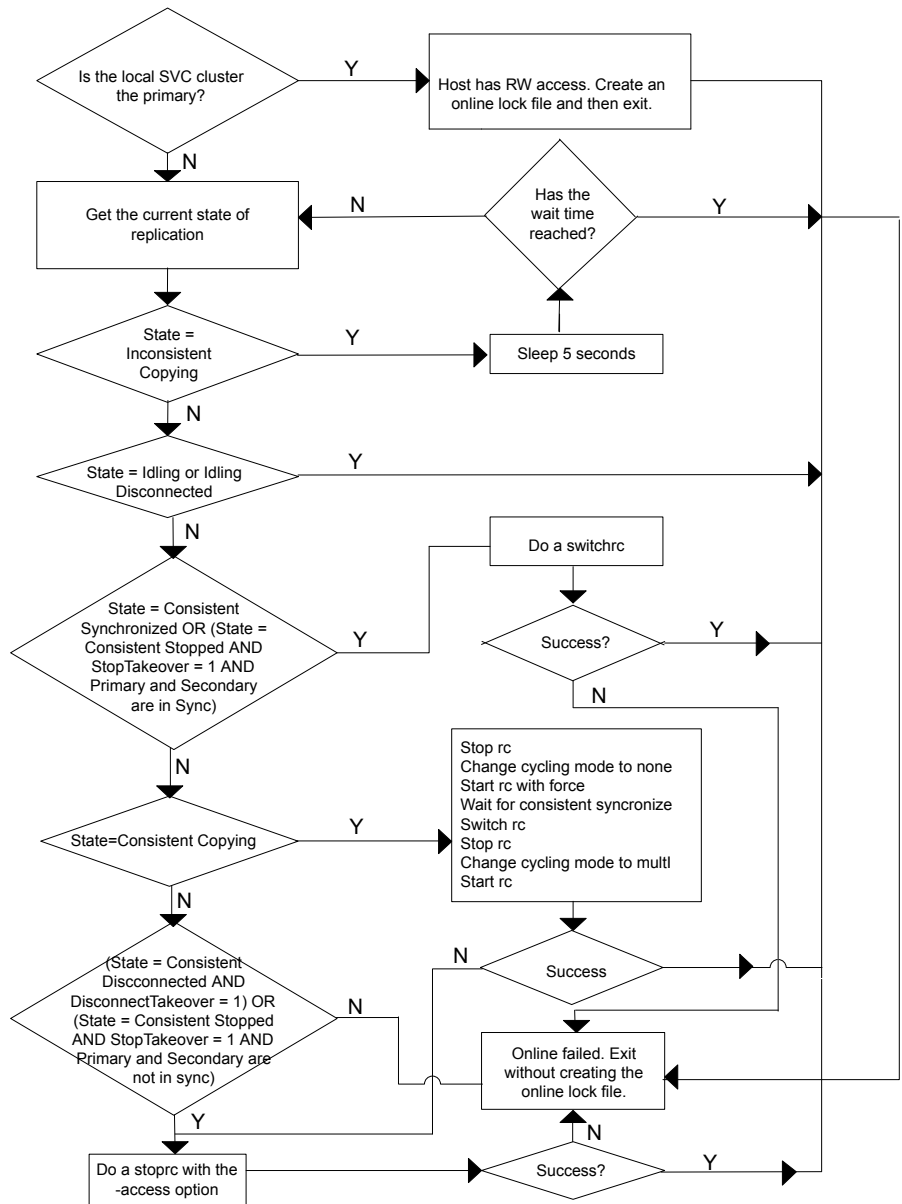 Is the local SVC cluster
the primary?
Y
Host has RW access. Create an
online lock file and then exit.
N
Get the current state of
replication
N
Has the
wait time
reached?
Y
State =
Inconsistent
Copying
Y
Sleep 5 seconds
N
State = Idling or Idling
Disconnected
Y
N
Do a switchrc
State = Consistent
Synchronized OR (State =
Consistent Stopped AND
StopTakeover = 1 AND
Primary and Secondary
are in Sync)
Y
Success?
Y
N
N
Stop rc
Change cycling mode to none
Start rc with force
Wait for consistent syncronize
Switch rc
Stop rc
Change cycling mode to multI
Start rc
State=Consistent Copying
Y
N
N
Success
(State = Consistent
Discconnected AND
DisconnectTakeover = 1) OR
(State = Consistent Stopped
AND StopTakeover = 1 AND
Primary and Secondary are
not in sync)
N
Online failed. Exit
without creating the
online lock file.
Y
N
Do a stoprc with the
-access option
Success?
Y